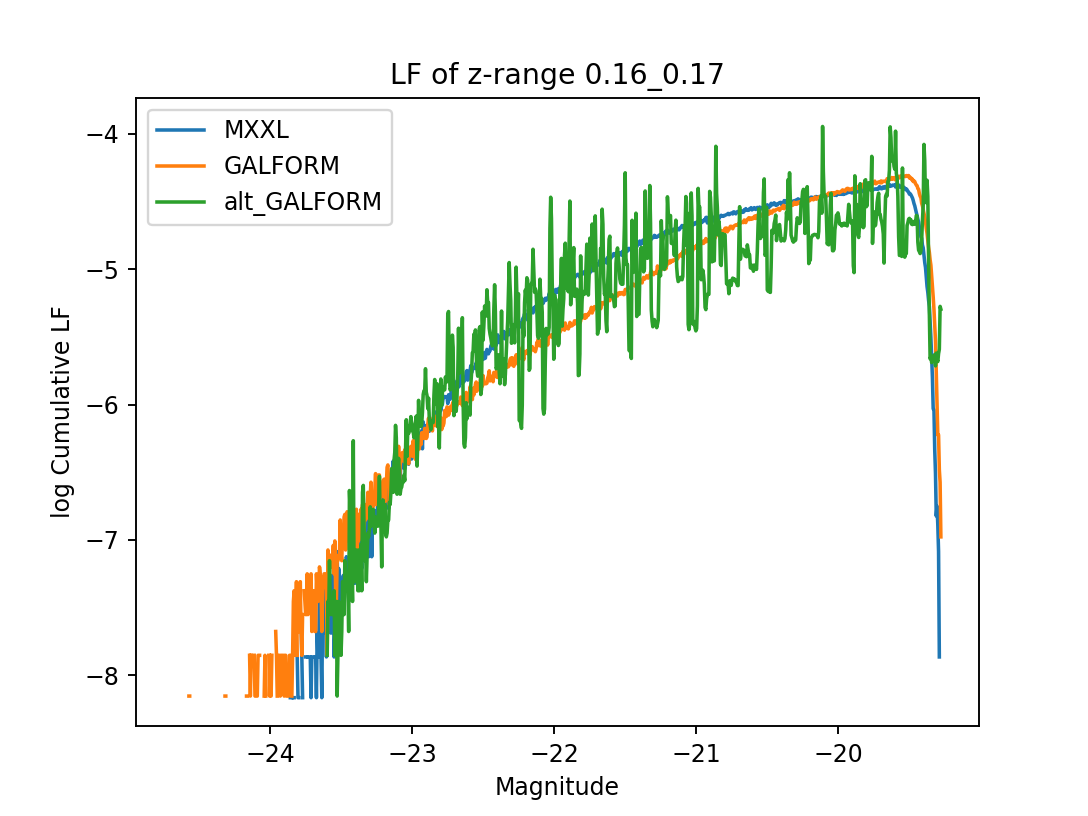 LF of z-range 0.16_0.17
MXXL
GALFORM
alt_GALFORM
log Cumulative LF
−4
−5
−6
−7
−8
−24
−23
−22
−21
−20
Magnitude